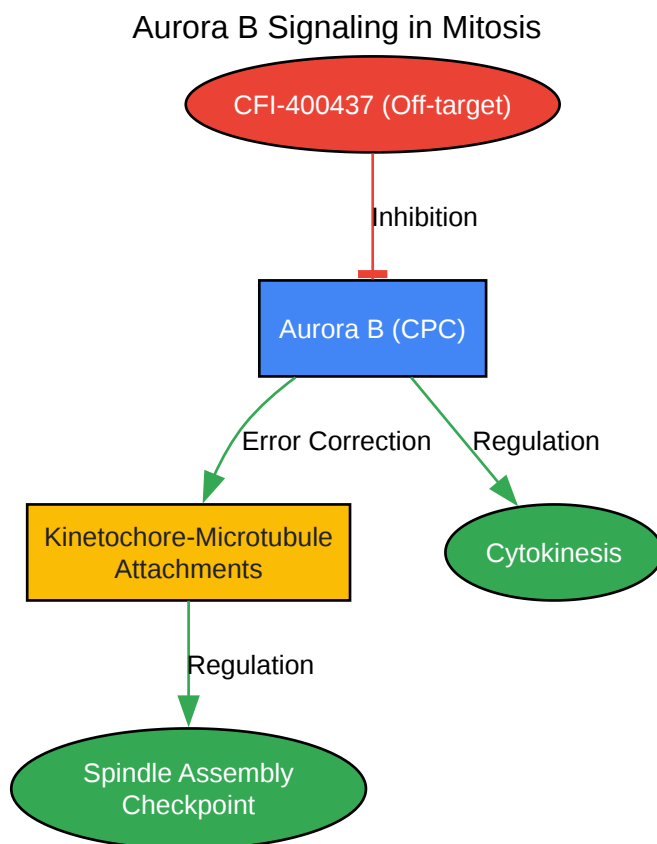 Aurora B Signaling in Mitosis
CFI-400437 (Off-target)
Inhibition
Aurora B (CPC)
Error Correction
Regulation
Kinetochore-Microtubule
Attachments
Cytokinesis
Regulation
Spindle Assembly
Checkpoint